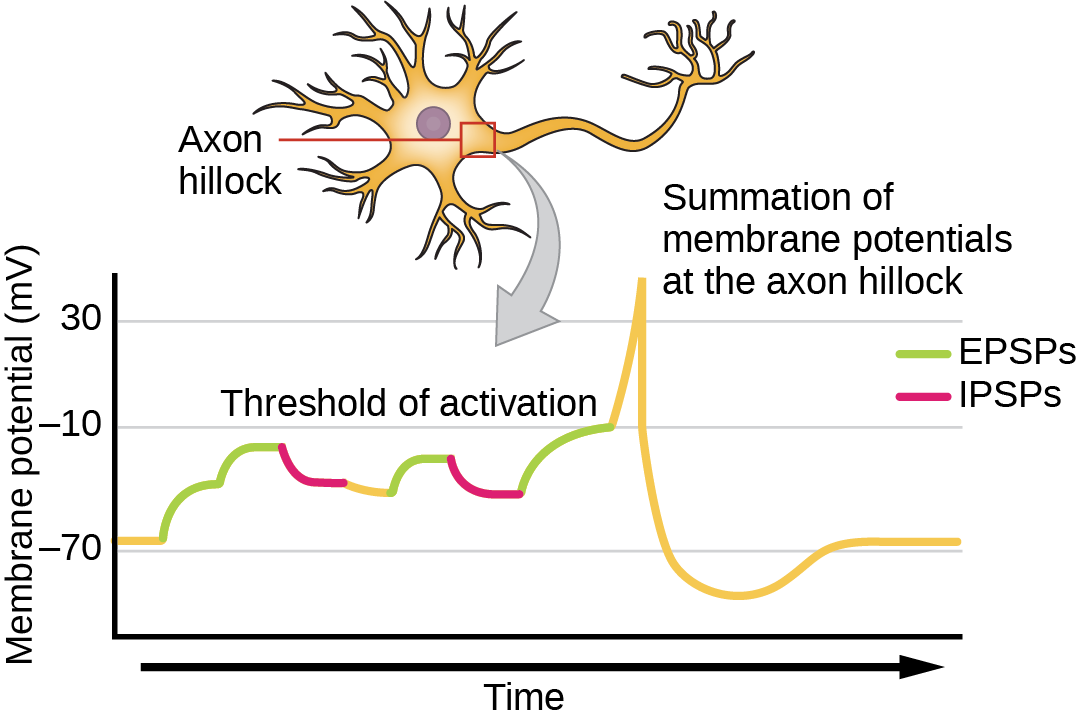 Axon
hillock
Summation of
membrane potentials
at the axon hillock
Membrane potential (mV)
30
EPSPs
IPSPs
Threshold of activation
–10
–70
Time